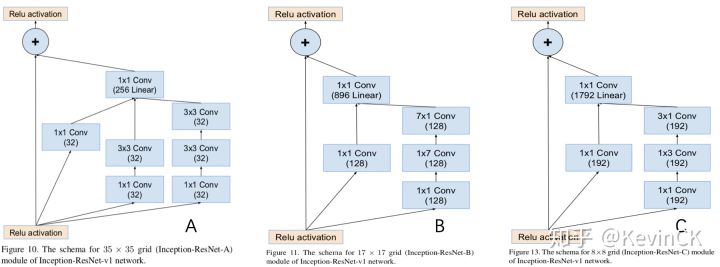 Relu activation
+
1x1 Conv
(256 Linear)
3x3 Conv
(32)
1x1 Conv
(32)
3x3 Conv
(32)
3x3 Conv
(32)
1x1 Conv
(32)
1x1 Conv
(32)
Relu activation
A
Figure 10. The schema for 35 × 35 grid (Inception-ResNet-A)
module of Inception-ResNet-v1 network.
Relu activation
+
1x1 Conv
(896 Linear)
7x1 Conv
(128)
1x1 Conv
(128)
1x7 Conv
(128)
1x1 Conv
(128)
Relu activation
B
Figure 11. The schema for 17 × 17 grid (Inception-ResNet-B)
module of Inception-ResNet-v1 network.
Relu activation
+
1x1 Conv
(1792 Linear)
3x1 Conv
(192)
1x1 Conv
(192)
1x3 Conv
(192)
1x1 Conv
(192)
Relu activation
C
Figure 13. The schema for 8×8 grid (Inception-ResNet-C) module
of Inception-ResNet-v1 network.
知乎 @KevinCK